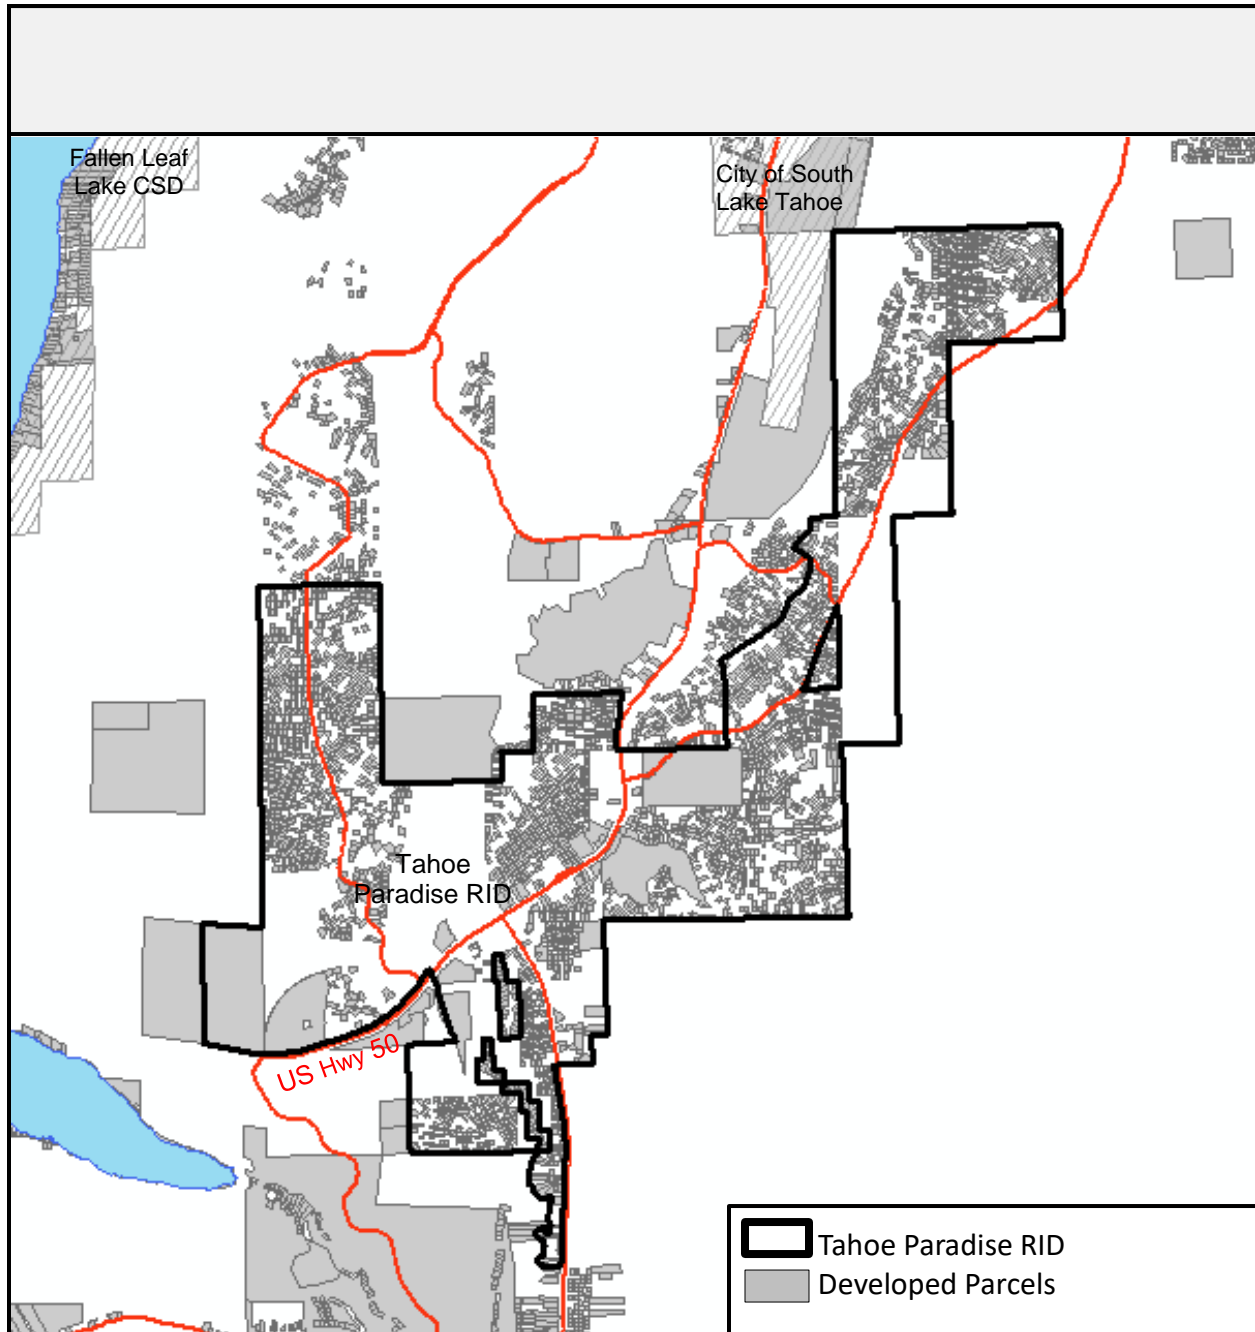 Fallen Leaf
Lake CSD
City of South
Lake Tahoe
Tahoe
Paradise RID
US Hwy 50
Tahoe Paradise RID
Developed Parcels